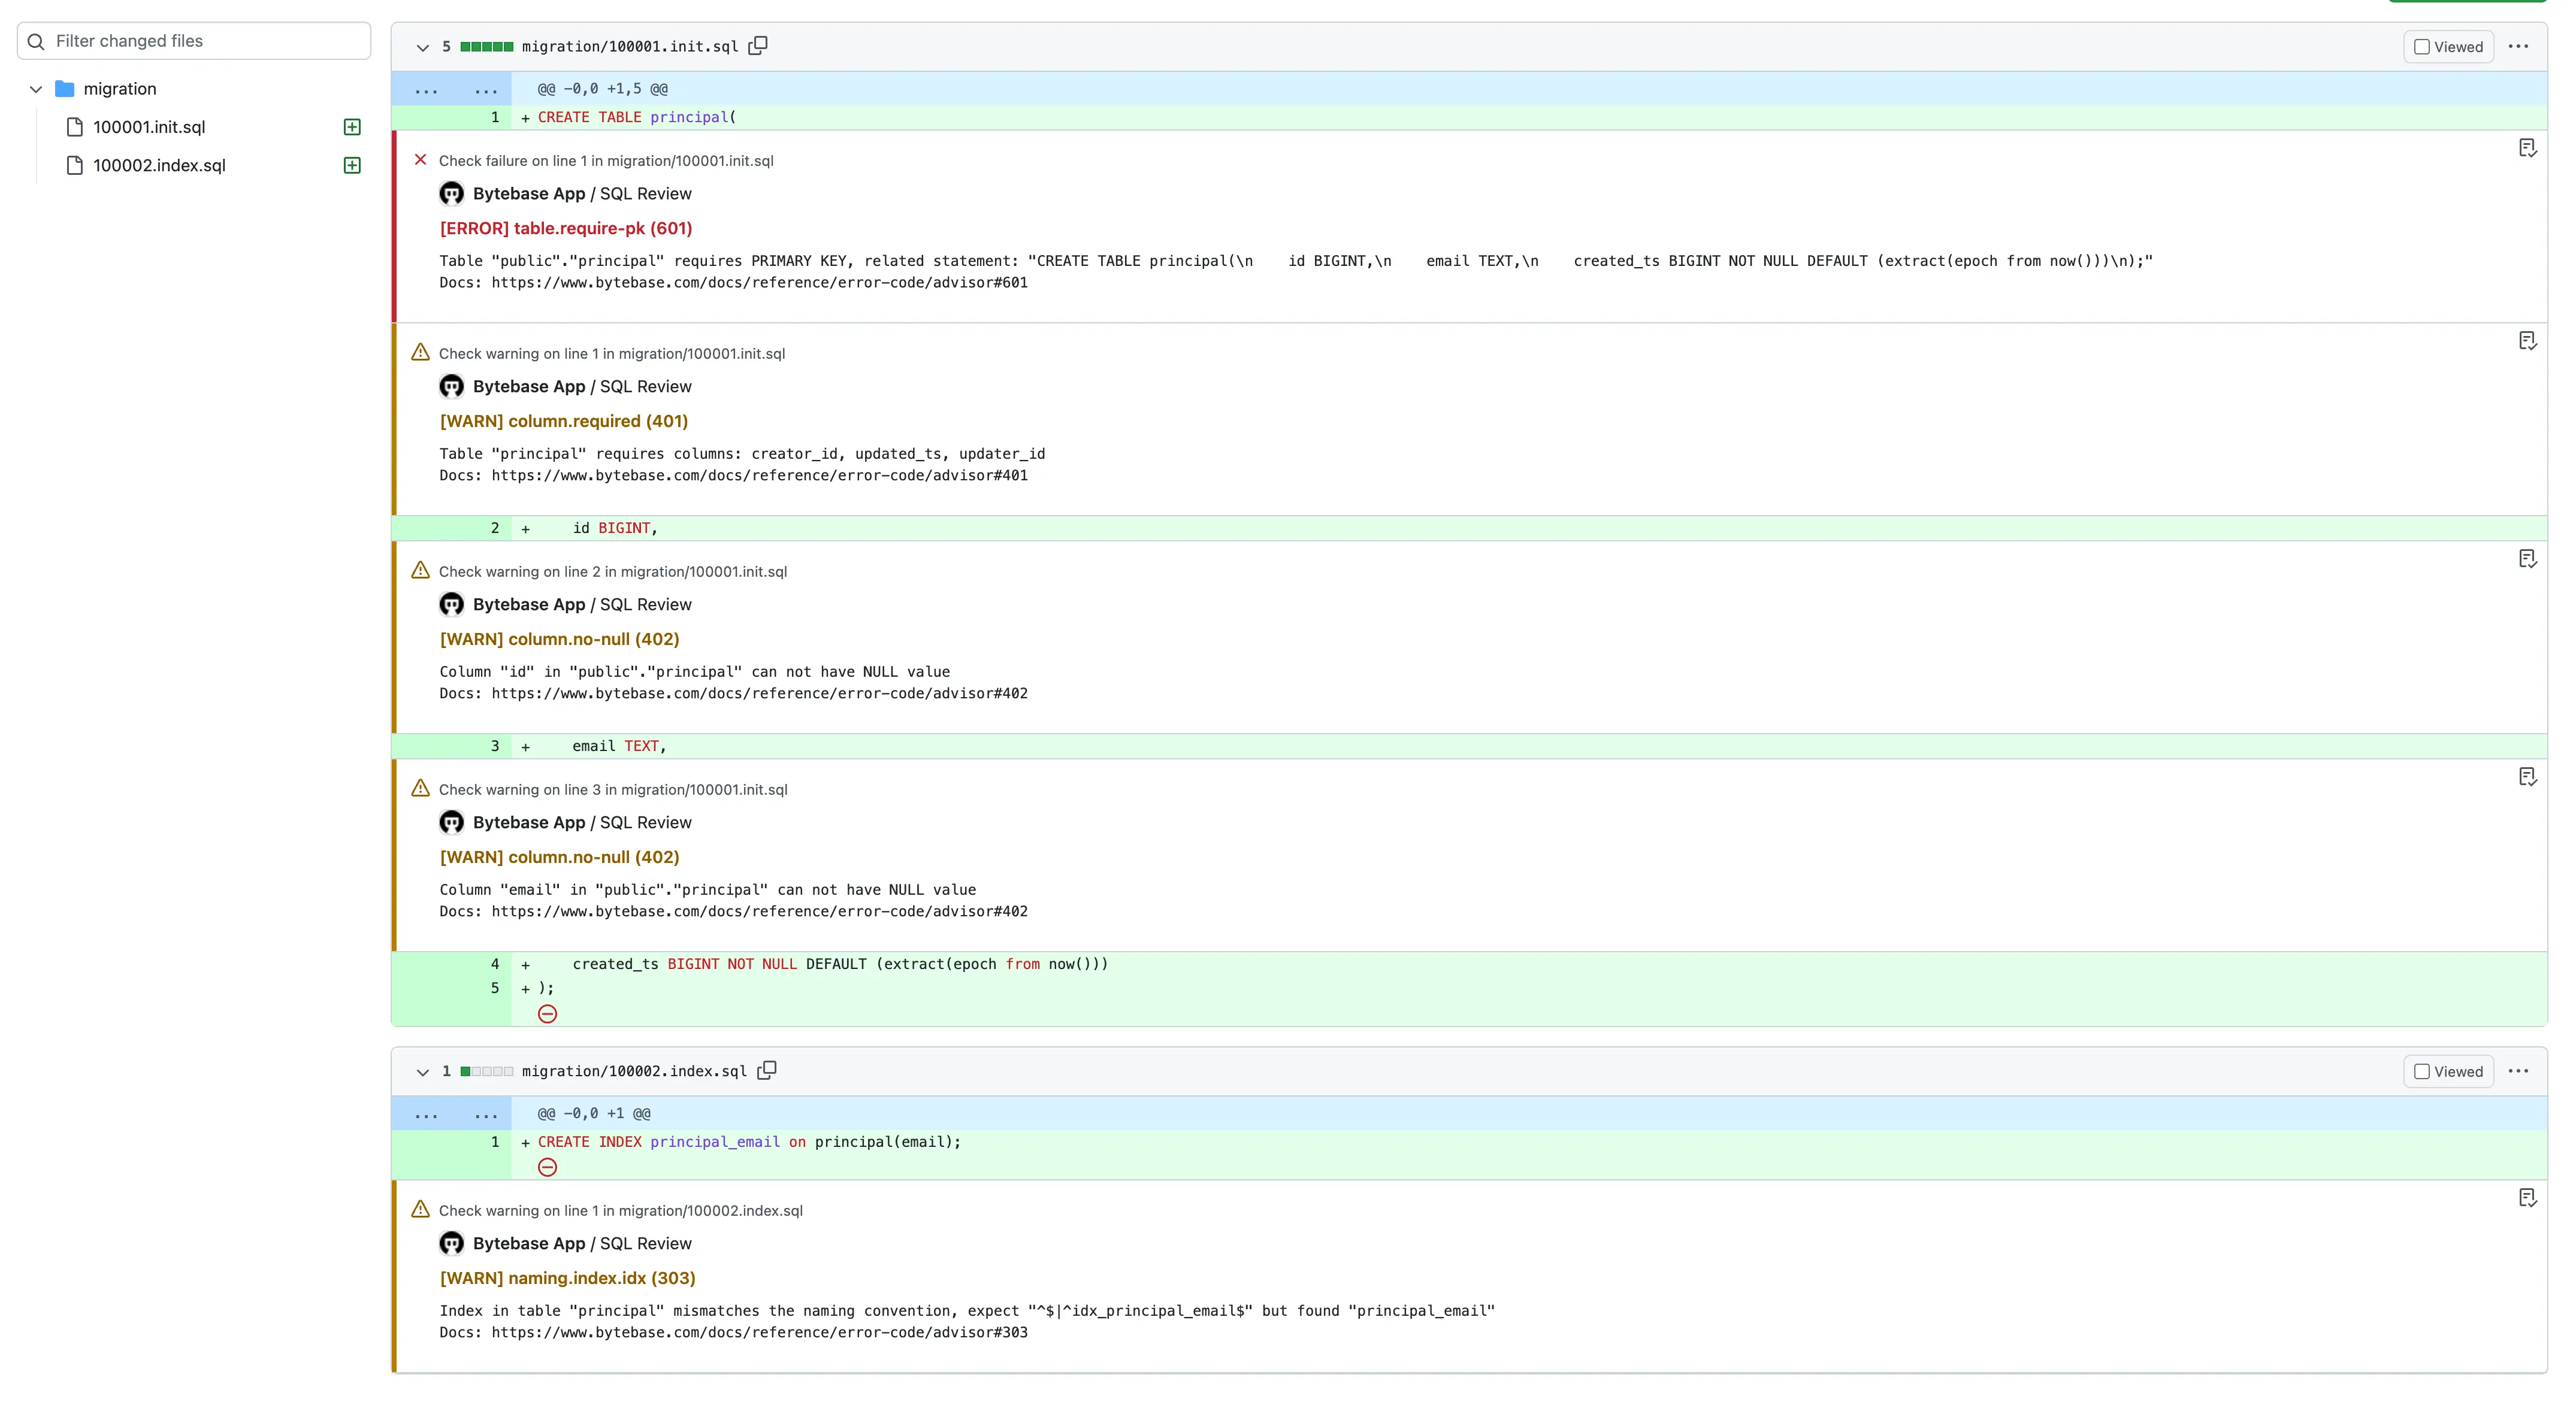 Filter changed files
migration
100001.init.sql
100002.index.sql
5 migration/100001.init.sql
Viewed
... ... @@ -0,0 +1,5 @@
1 + CREATE TABLE principal(
Check failure on line 1 in migration/100001.init.sql
Bytebase App / SQL Review
[ERROR] table.require-pk (601)
Table "public"."principal" requires PRIMARY KEY, related statement: "CREATE TABLE principal(\n    id BIGINT,\n    email TEXT,\n    created_ts BIGINT NOT NULL DEFAULT (extract(epoch from now()))\n);"
Docs: https://www.bytebase.com/docs/reference/error-code/advisor#601
Check warning on line 1 in migration/100001.init.sql
Bytebase App / SQL Review
[WARN] column.required (401)
Table "principal" requires columns: creator_id, updated_ts, updater_id
Docs: https://www.bytebase.com/docs/reference/error-code/advisor#401
2 +     id BIGINT,
Check warning on line 2 in migration/100001.init.sql
Bytebase App / SQL Review
[WARN] column.no-null (402)
Column "id" in "public"."principal" can not have NULL value
Docs: https://www.bytebase.com/docs/reference/error-code/advisor#402
3 +     email TEXT,
Check warning on line 3 in migration/100001.init.sql
Bytebase App / SQL Review
[WARN] column.no-null (402)
Column "email" in "public"."principal" can not have NULL value
Docs: https://www.bytebase.com/docs/reference/error-code/advisor#402
4 +     created_ts BIGINT NOT NULL DEFAULT (extract(epoch from now()))
5 + );
1 migration/100002.index.sql
Viewed
... ... @@ -0,0 +1 @@
1 + CREATE INDEX principal_email on principal(email);
Check warning on line 1 in migration/100002.index.sql
Bytebase App / SQL Review
[WARN] naming.index.idx (303)
Index in table "principal" mismatches the naming convention, expect "^$|^idx_principal_email$" but found "principal_email"
Docs: https://www.bytebase.com/docs/reference/error-code/advisor#303